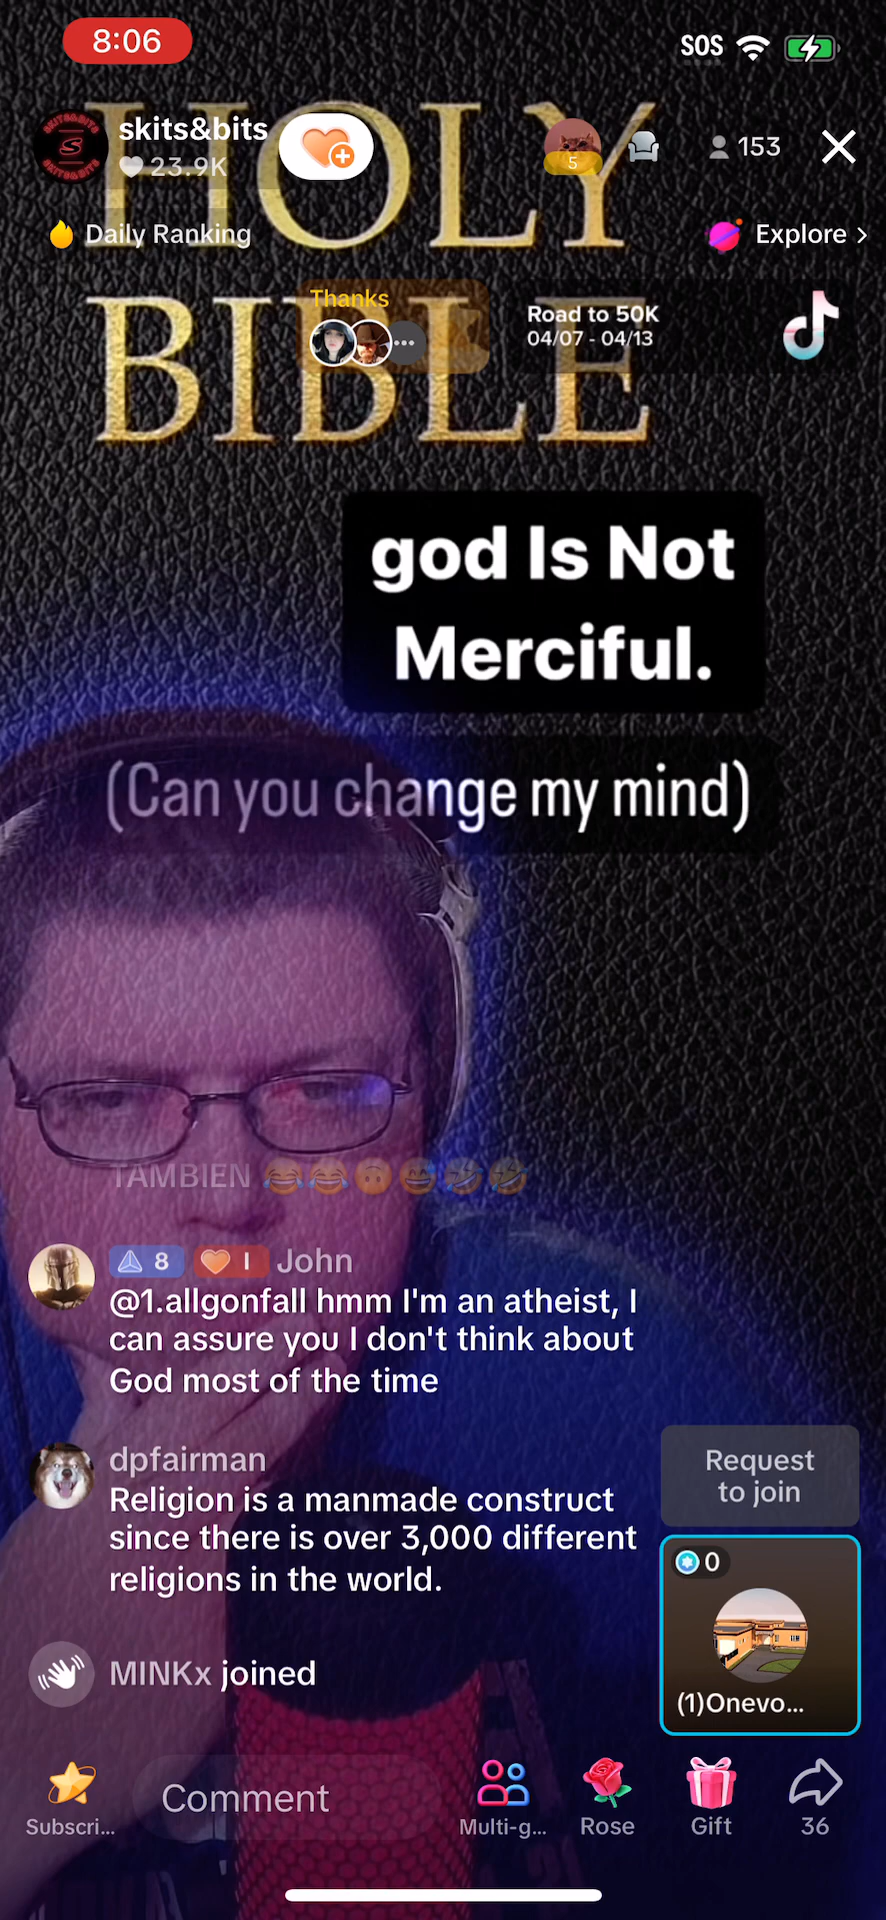 8:06
SOS
HOLY
BIBLE
skits&bits
23.9K
5
153
Daily Ranking
Explore >
Thanks
Road to 50K
04/07 - 04/13
god Is Not
Merciful.
(Can you change my mind)
TAMBIEN 😂😂🙃😅🤣🤣
8 I John
@1.allgonfall hmm I'm an atheist, I
can assure you I don't think about
God most of the time
dpfairman
Religion is a manmade construct
since there is over 3,000 different
religions in the world.
MINKx joined
Request
to join
0
(1)Onevo...
Comment
Subscri...
Multi-g...
Rose
Gift
36